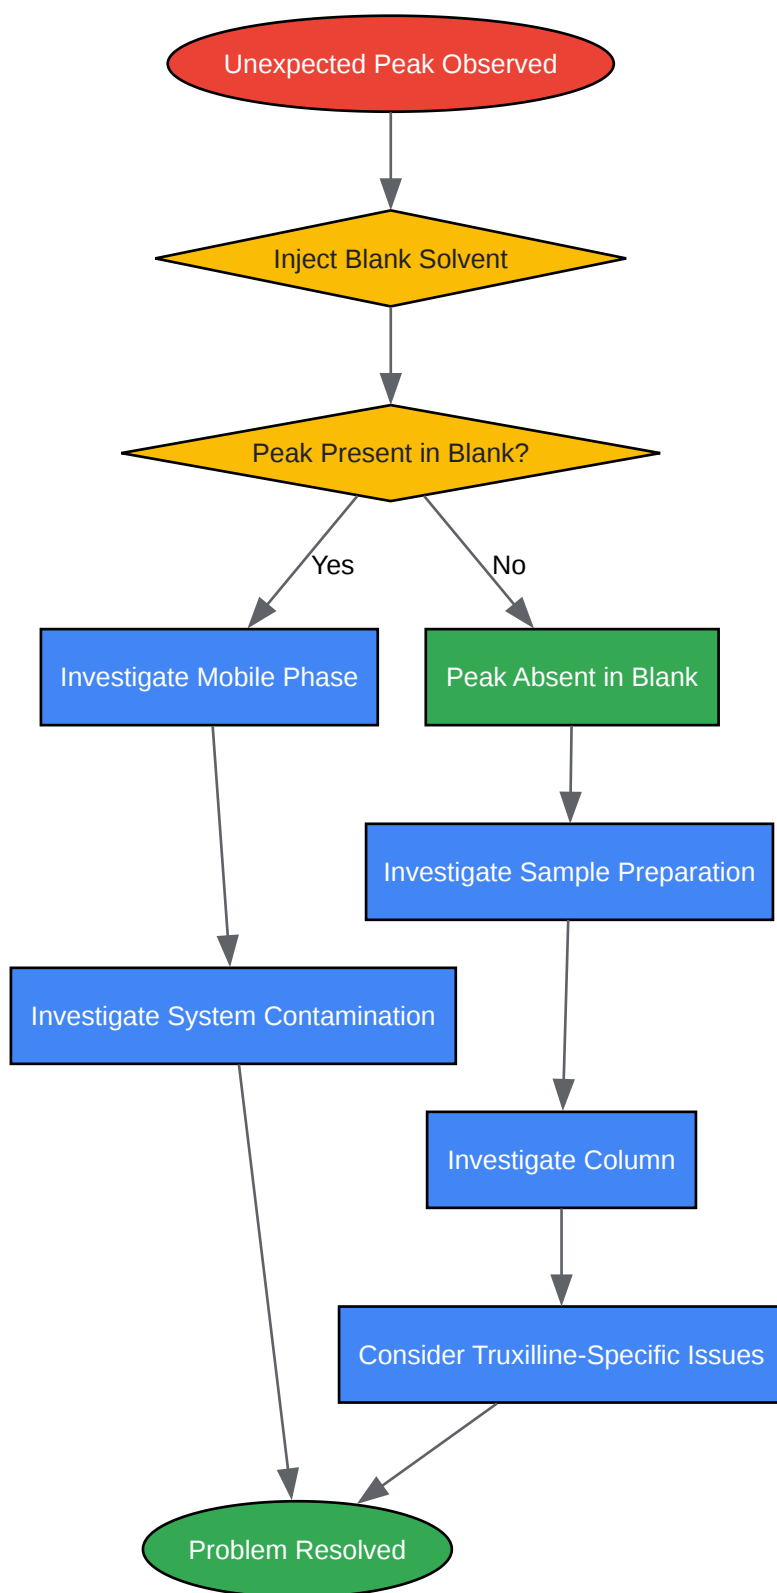 Unexpected Peak Observed
Inject Blank Solvent
Peak Present in Blank?
Yes
No
Investigate Mobile Phase
Peak Absent in Blank
Investigate Sample Preparation
Investigate System Contamination
Investigate Column
Consider Truxilline-Specific Issues
Problem Resolved